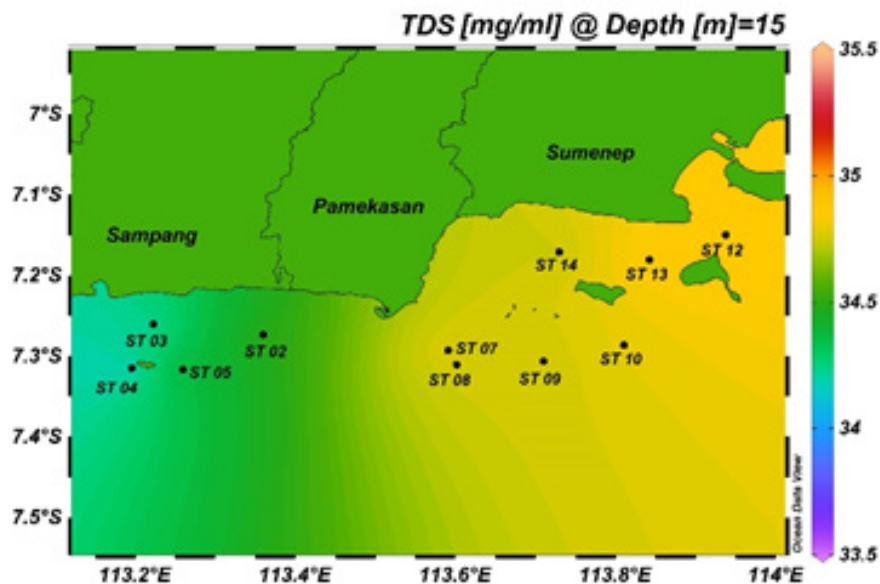 TDS [mg/ml] @ Depth [m]=15
35.5
7°S
35
Sumenep
7.1°S
Pamekasan
Sampang
ST 12
7.2°S
ST 14
ST 13
34.5
ST 03
ST 02
ST 07
ST 10
7.3°S
ST 04
ST 05
ST 08
ST 09
34
7.4°S
7.5°S
Ocean Data View
33.5
113.2°E
113.4°E
113.6°E
113.8°E
114°E